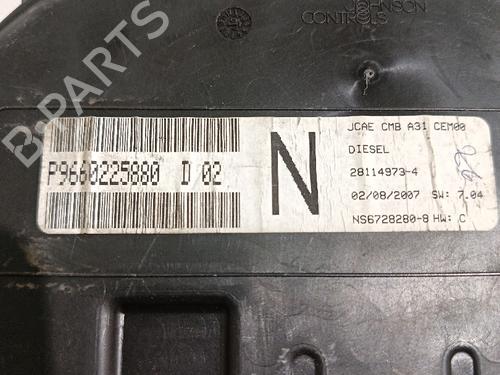 JOHNSON
CONTROLS
B-PARTS
P9660225880 D 02
N
JCAE CMB A31 CEM00
DIESEL
28114973-4
02/08/2007 SW: 7.04
NS6728280-8 HW: C